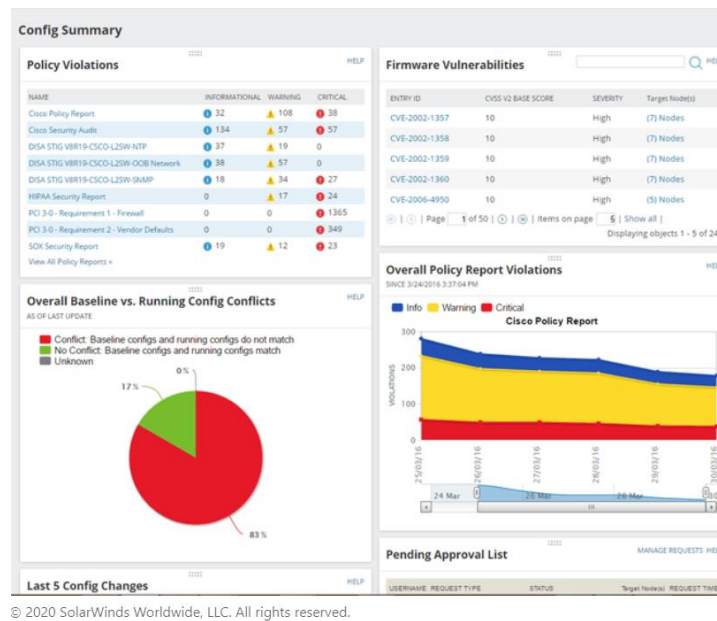 Config Summary
Policy Violations
HELP
NAME INFORMATIONAL WARNING CRITICAL
Cisco Policy Report 32 108 38
Cisco Security Audit 134 57 57
DISA STIG V8R19-CSCO-L2SW-NTP 37 19 0
DISA STIG V8R19-CSCO-L2SW-OOB Network 38 57 0
DISA STIG V8R19-CSCO-L2SW-SNMP 18 34 27
HIPAA Security Report 0 17 24
PCI 3-0 - Requirement 1 - Firewall 0 0 1365
PCI 3-0 - Requirement 2 - Vendor Defaults 0 0 349
SOX Security Report 19 12 23
View All Policy Reports »
Overall Baseline vs. Running Config Conflicts
HELP
AS OF LAST UPDATE
Conflict: Baseline configs and running configs do not match
No Conflict: Baseline configs and running configs match
Unknown
0%
17%
83%
Last 5 Config Changes
HELP
Firmware Vulnerabilities
ENTRY ID CVSS V2 BASE SCORE SEVERITY Target Node(s)
CVE-2002-1357 10 High (7) Nodes
CVE-2002-1358 10 High (7) Nodes
CVE-2002-1359 10 High (7) Nodes
CVE-2002-1360 10 High (7) Nodes
CVE-2006-4950 10 High (5) Nodes
| Page 1 of 50 | Items on page 5 | Show all |
Displaying objects 1 - 5 of 24
Overall Policy Report Violations
SINCE 3/24/2016 3:37:04 PM
Info Warning Critical
Cisco Policy Report
VIOLATIONS
300
200
100
0
25/03/16
26/03/16
27/03/16
28/03/16
29/03/16
30/03/16
24 Mar 26 Mar 28 Mar
Pending Approval List
MANAGE REQUESTS
USERNAME REQUEST TYPE STATUS Target Node(s) REQUEST TIME
© 2020 SolarWinds Worldwide, LLC. All rights reserved.